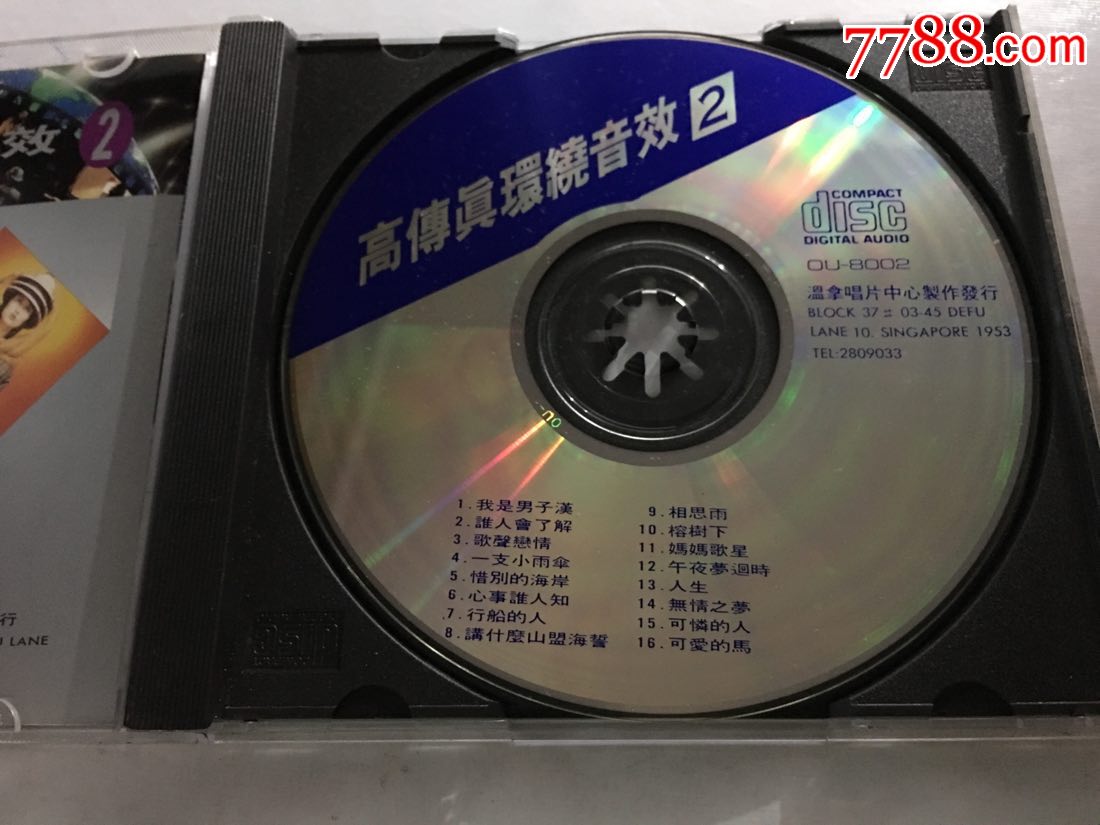 7788.com
效
2
高傳眞環繞音效2
COMPACT
disc
DIGITAL AUDIO
OU-8002
溫拿唱片中心製作發行
BLOCK 37 # 03-45 DEFU
LANE 10. SINGAPORE 1953
TEL:2809033
1.我是男子漢
2.誰人會了解
3.歌聲戀情
4.一支小雨傘
5.惜別的海岸
6.心事誰人知
7.行船的人
8.講什麼山盟海誓
9.相思雨
10.榕樹下
11.媽媽歌星
12.午夜夢迴時
13.人生
14.無情之夢
15.可憐的人
16.可愛的馬
行
U LANE